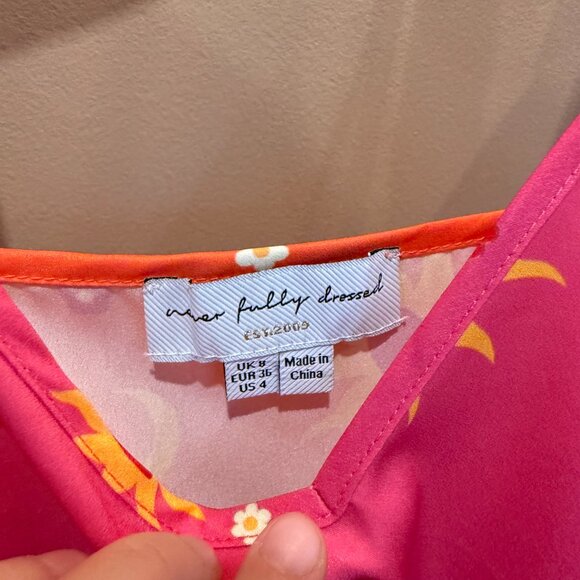 never fully dressed
EST.2009
UK 8
EUR 36
US 4
Made in
China